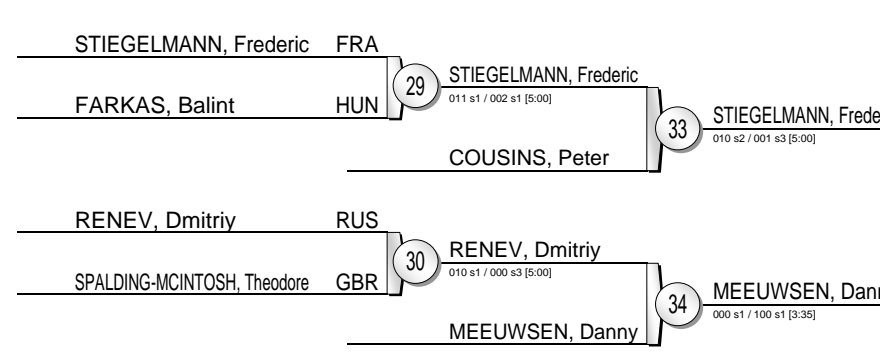 STIEGELMANN, Frederic FRA
29
STIEGELMANN, Frederic
011 s1 / 002 s1 [5:00]
FARKAS, Balint HUN
33
STIEGELMANN, Frede
010 s2 / 001 s3 [5:00]
COUSINS, Peter
RENEV, Dmitriy RUS
30
RENEV, Dmitriy
010 s1 / 000 s3 [5:00]
SPALDING-MCINTOSH, Theodore GBR
34
MEEUWSEN, Dann
000 s1 / 100 s1 [3:35]
MEEUWSEN, Danny